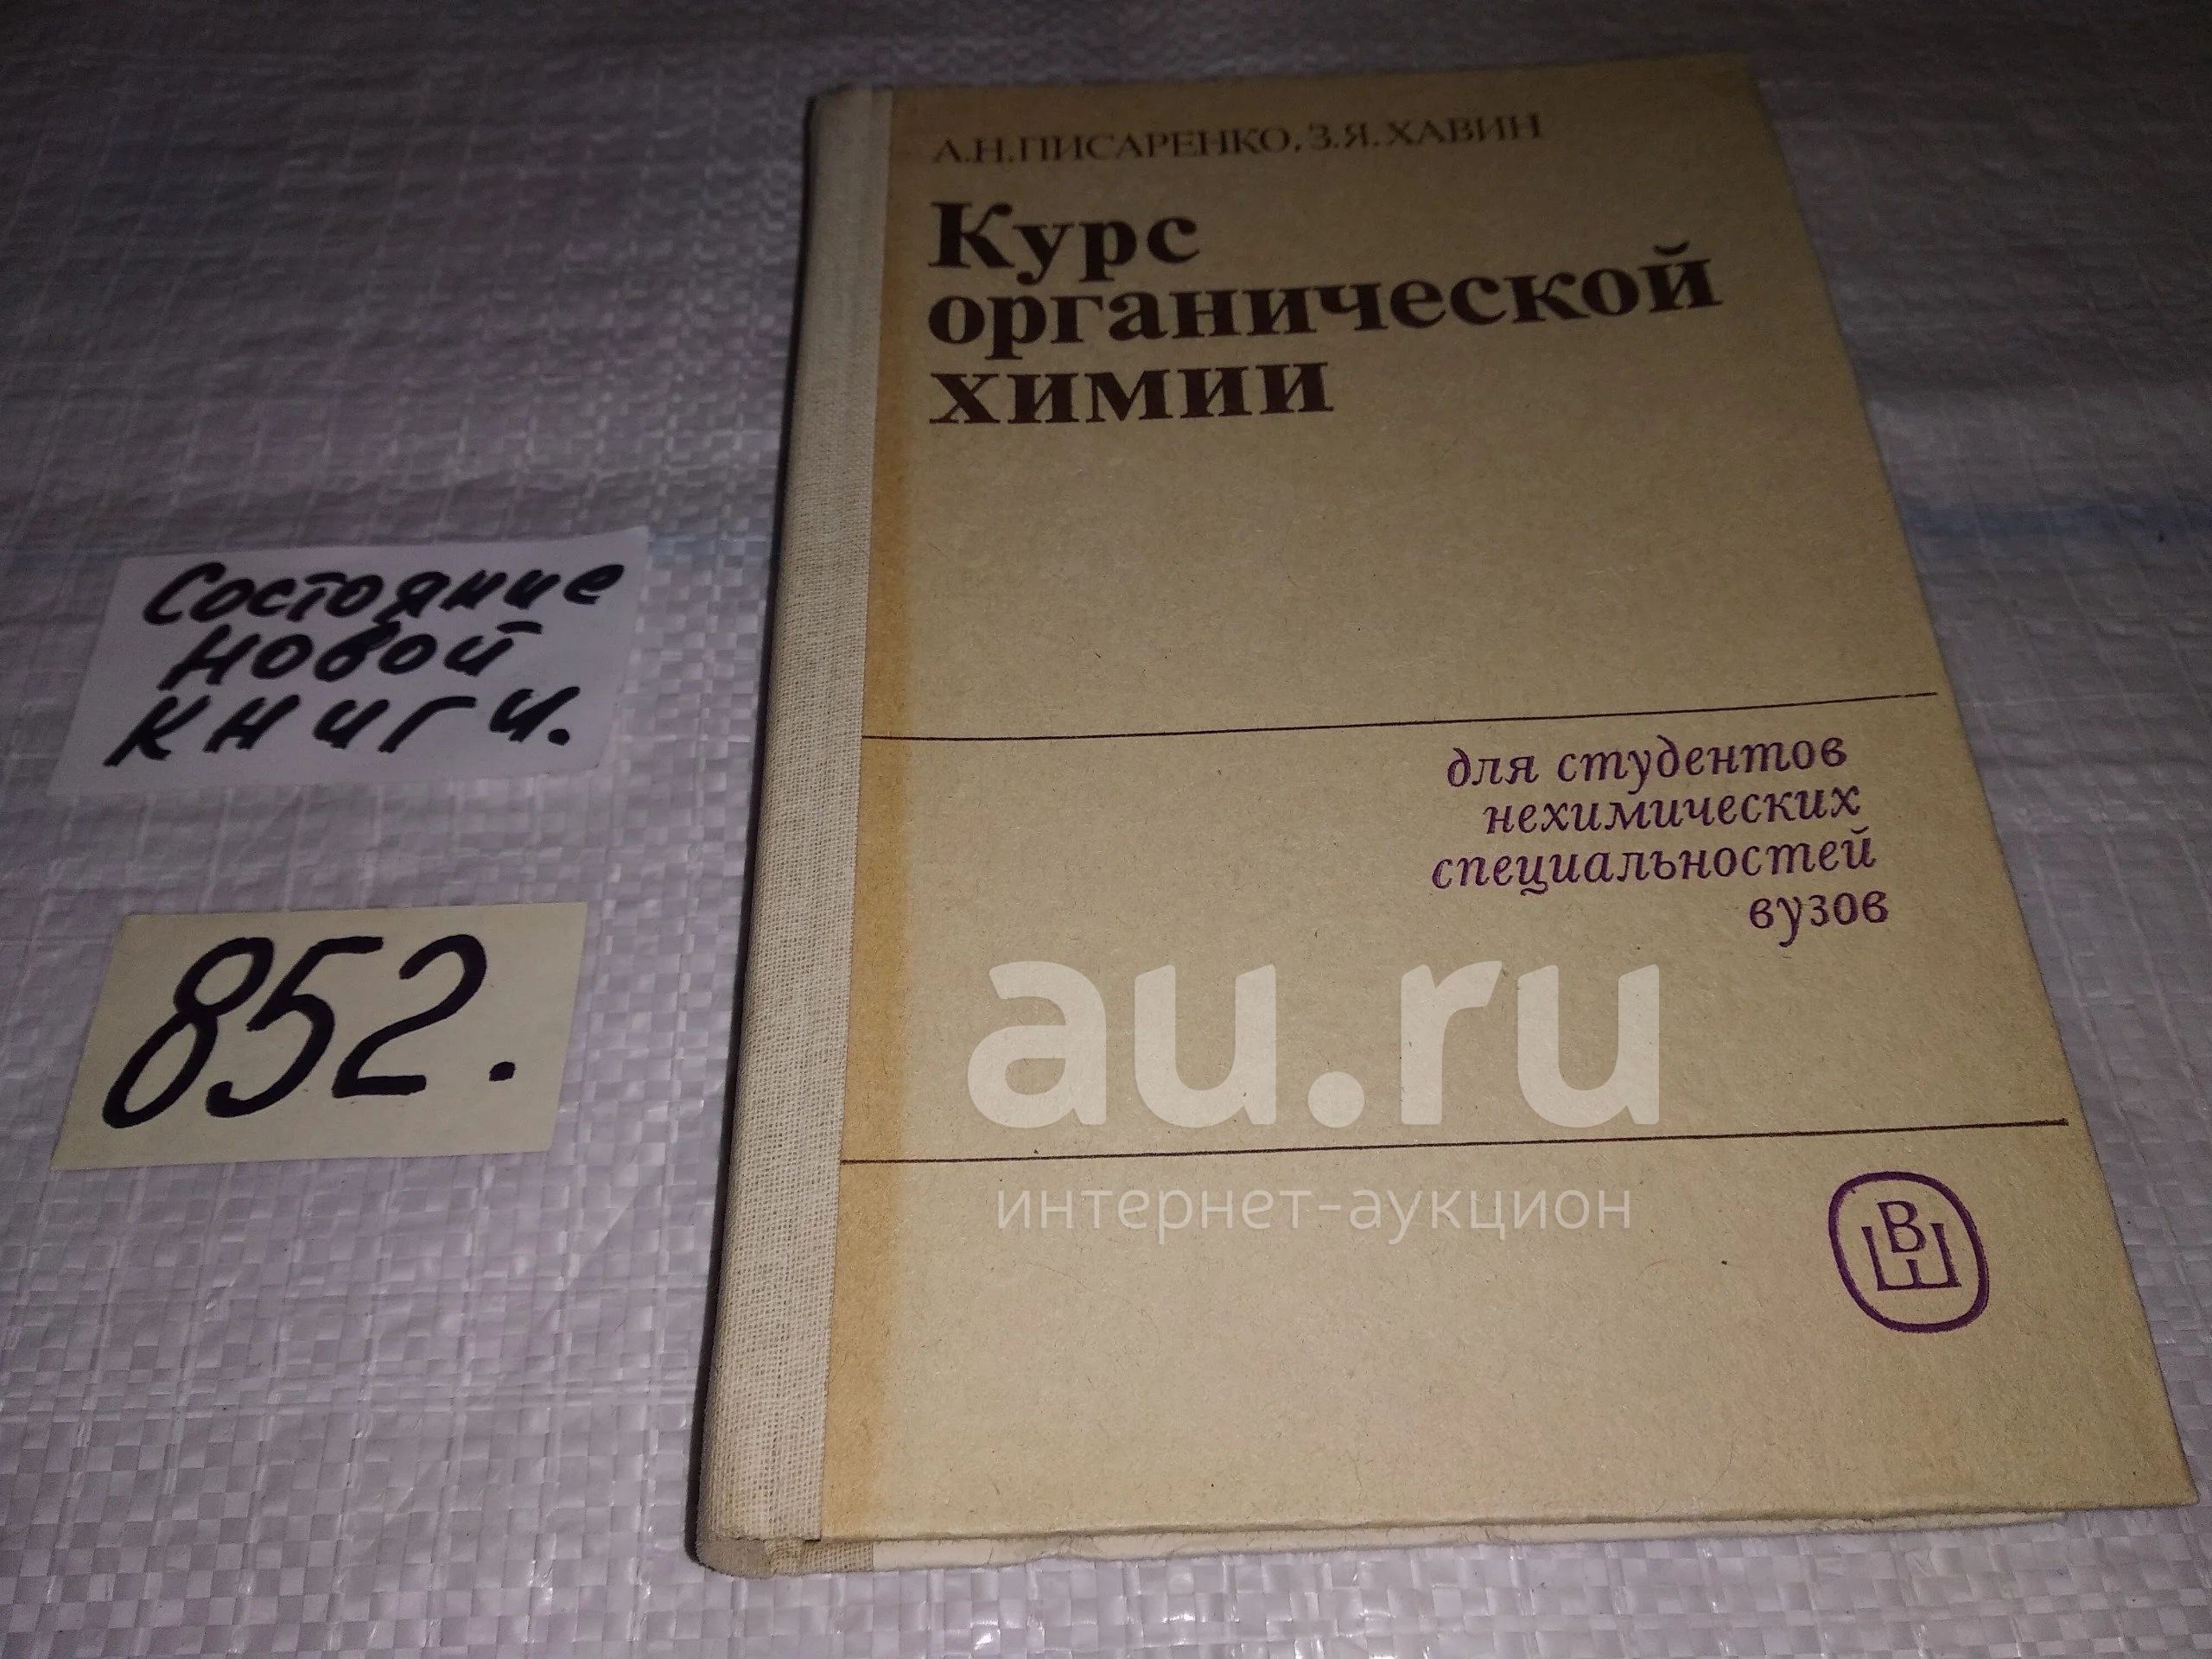 А.Н.ПИСАРЕНКО, З.Я.ХАВИН
Курс
органической
химии
Состояние
новой
книги.
для студентов
нехимических
специальностей
вузов
852.
au.ru
интернет-аукцион
ВШ